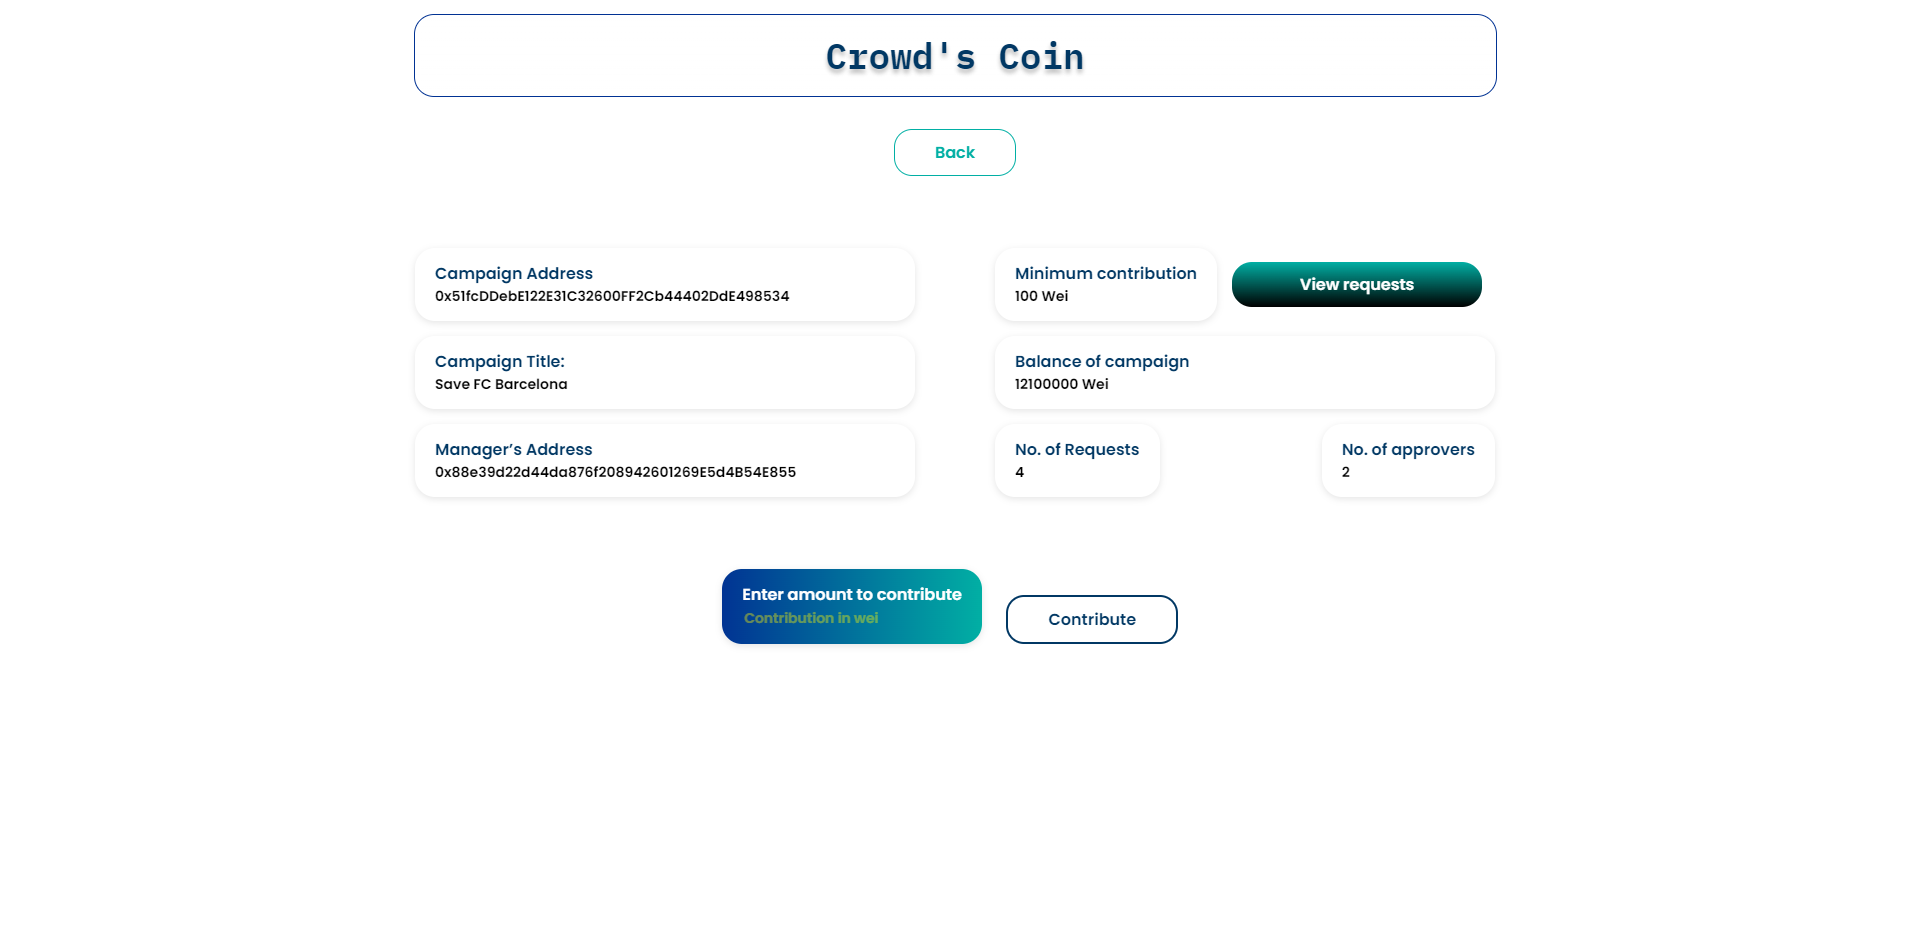 Crowd's Coin
Back
Campaign Address
0x51fcDDebE122E31C32600FF2Cb44402DdE498534
Minimum contribution
100 Wei
View requests
Campaign Title:
Save FC Barcelona
Balance of campaign
12100000 Wei
Manager’s Address
0x88e39d22d44da876f208942601269E5d4B54E855
No. of Requests
4
No. of approvers
2
Enter amount to contribute
Contribution in wei
Contribute